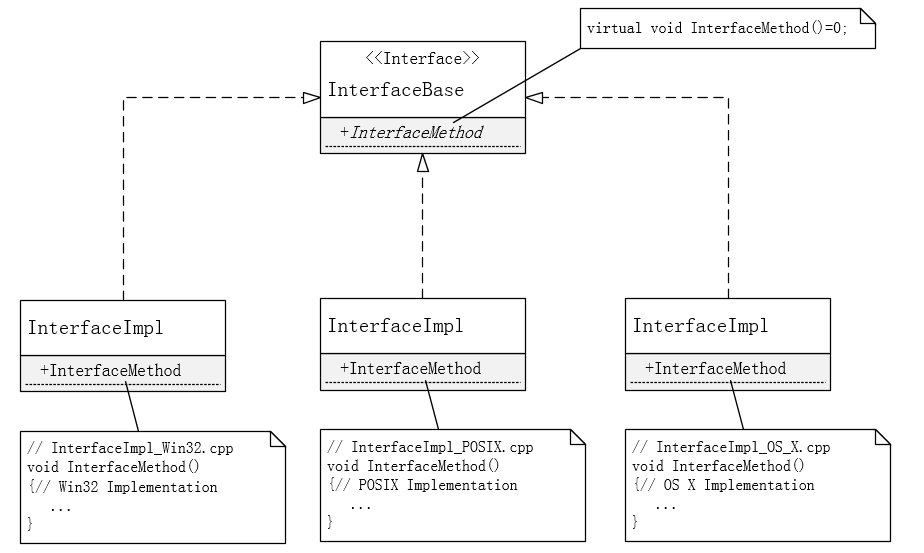 virtual void InterfaceMethod()=0;
<<Interface>>
InterfaceBase
+InterfaceMethod
InterfaceImpl
+InterfaceMethod
// InterfaceImpl_Win32.cpp
void InterfaceMethod()
{// Win32 Implementation
...
}
InterfaceImpl
+InterfaceMethod
// InterfaceImpl_POSIX.cpp
void InterfaceMethod()
{// POSIX Implementation
...
}
InterfaceImpl
+InterfaceMethod
// InterfaceImpl_OS_X.cpp
void InterfaceMethod()
{// OS X Implementation
...
}